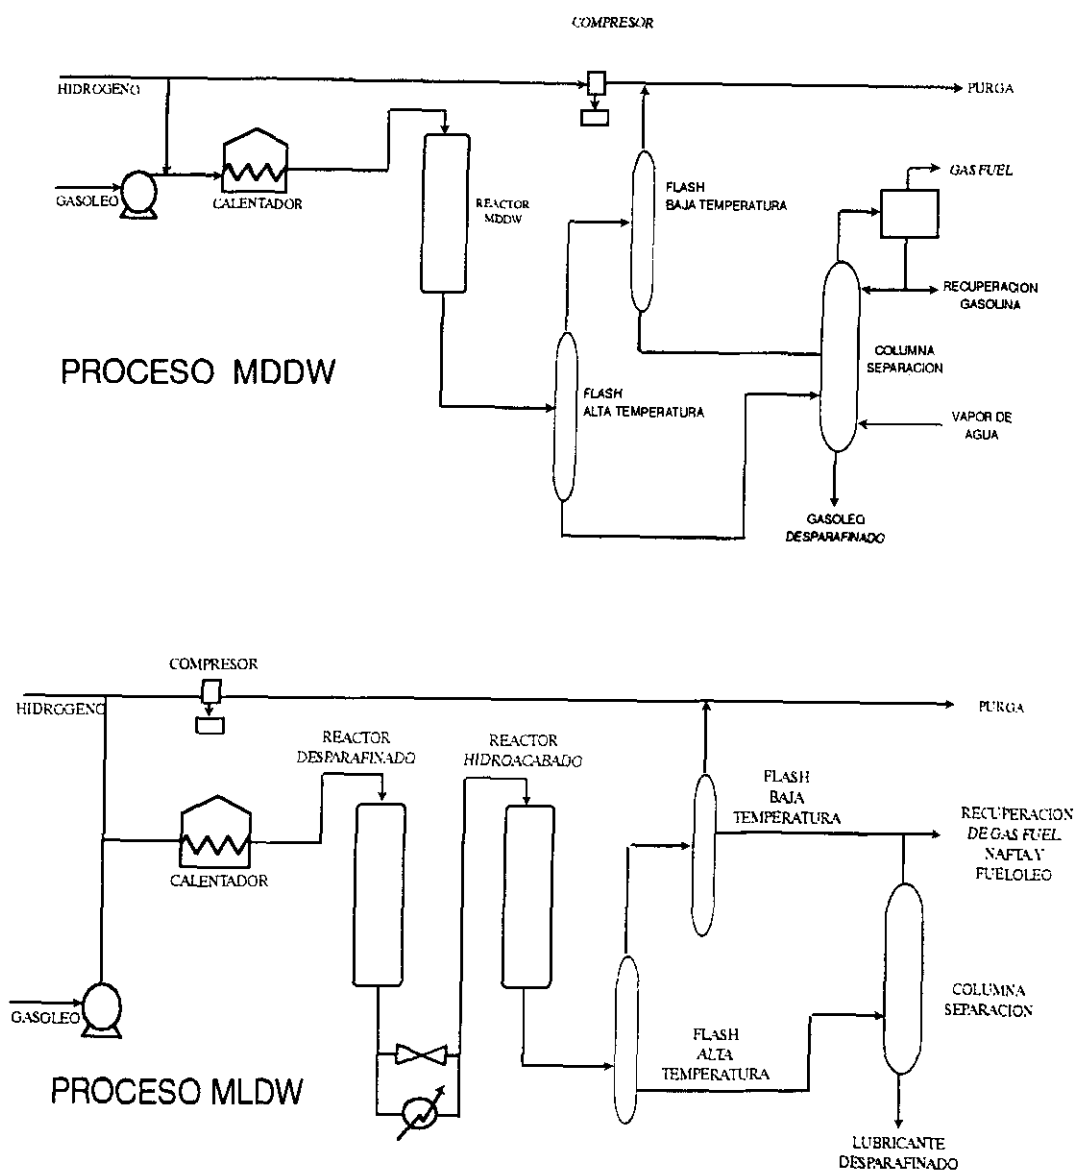 COMPRESOR
HIDROGENO
PURGA
GASOLEO
CALENTADOR
REACTOR
MDDW
FLASH
BAJA TEMPERATURA
GAS FUEL
RECUPERACION
GASOLINA
COLUMNA
SEPARACION
FLASH
ALTA TEMPERATURA
VAPOR DE
AGUA
GASOLEO
DESPARAFINADO
PROCESO MDDW
COMPRESOR
HIDROGENO
PURGA
REACTOR
DESPARAFINADO
REACTOR
HIDROACABADO
FLASH
BAJA
TEMPERATURA
RECUPERACION
DE GAS FUEL
NAFTA Y
FUELOLEO
CALENTADOR
GASOLEO
COLUMNA
SEPARACION
FLASH
ALTA
TEMPERATURA
PROCESO MLDW
LUBRICANTE
DESPARAFINADO